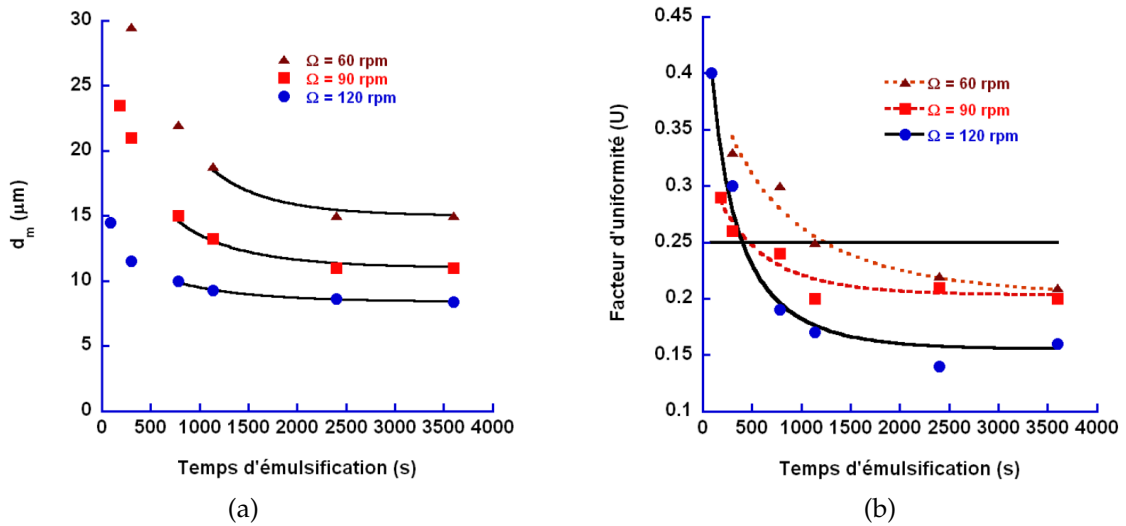 30
25
20
15
10
5
0
d_m (µm)
Ω = 60 rpm
Ω = 90 rpm
Ω = 120 rpm
0 500 1000 1500 2000 2500 3000 3500 4000
Temps d'émulsification (s)
(a)
0.4
0.45
0.35
0.3
0.25
0.2
0.15
0.1
Facteur d'uniformité (U)
Ω = 60 rpm
Ω = 90 rpm
Ω = 120 rpm
0 500 1000 1500 2000 2500 3000 3500 4000
Temps d'émulsification (s)
(b)